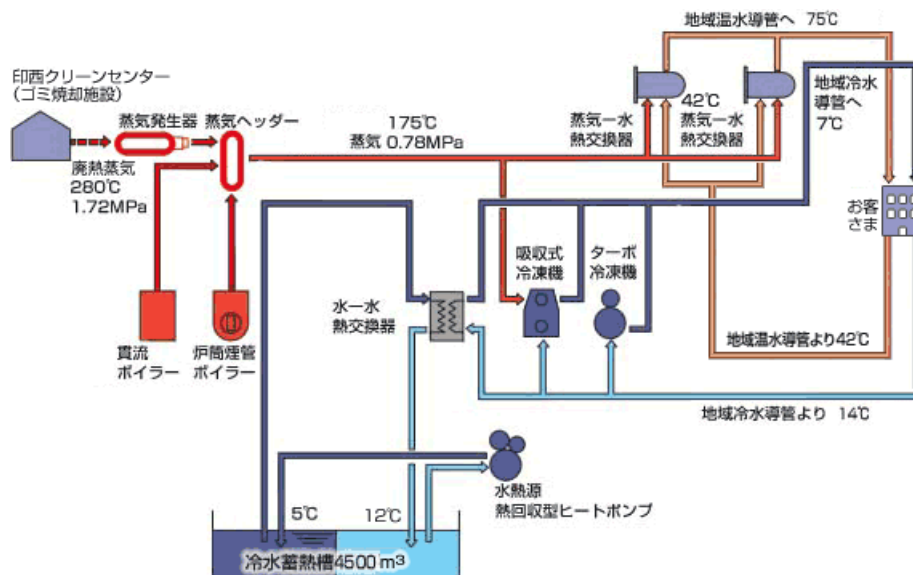 地域温水導管へ 75℃
印西クリーンセンター
(ゴミ焼却施設)
蒸気発生器
蒸気ヘッダー
175℃
蒸気 0.78MPa
蒸気ー水
熱交換器
42℃
蒸気ー水
熱交換器
地域冷水
導管へ
7℃
廃熱蒸気
280℃
1.72MPa
お客
さま
吸収式
冷凍機
ターボ
冷凍機
水ー水
熱交換器
貫流
ボイラー
炉筒煙管
ボイラー
地域温水導管より42℃
地域冷水導管より 14℃
水熱源
熱回収型ヒートポンプ
5℃
12℃
冷水蓄熱槽4500m³